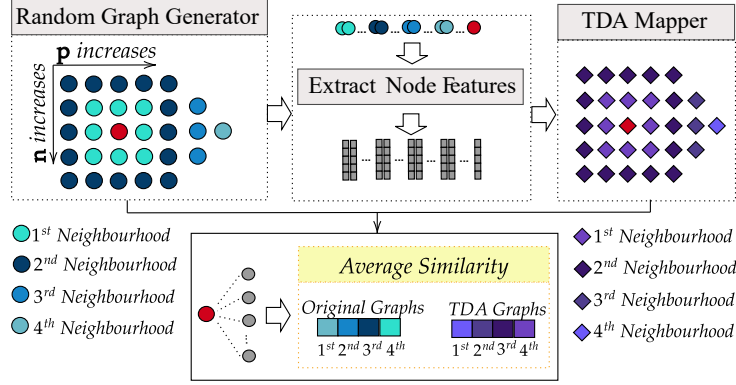 Random Graph Generator
p increases
n increases
... ... ... ...
Extract Node Features
... ... ... ...
TDA Mapper
1st Neighbourhood
2nd Neighbourhood
3rd Neighbourhood
4th Neighbourhood
Average Similarity
Original Graphs
1st 2nd 3rd 4th
TDA Graphs
1st 2nd 3rd 4th
1st Neighbourhood
2nd Neighbourhood
3rd Neighbourhood
4th Neighbourhood